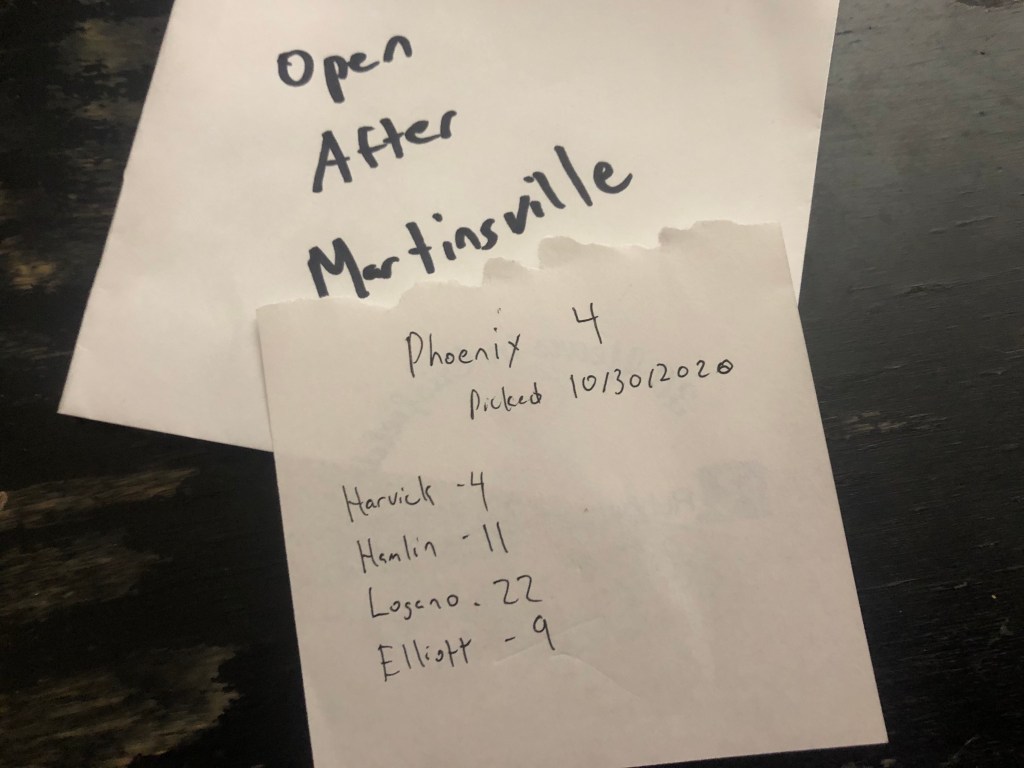 Open
After
Martinsville
Phoenix 4
Picked 10/30/2020
Harvick - 4
Hamlin - 11
Logano . 22
Elliott - 9